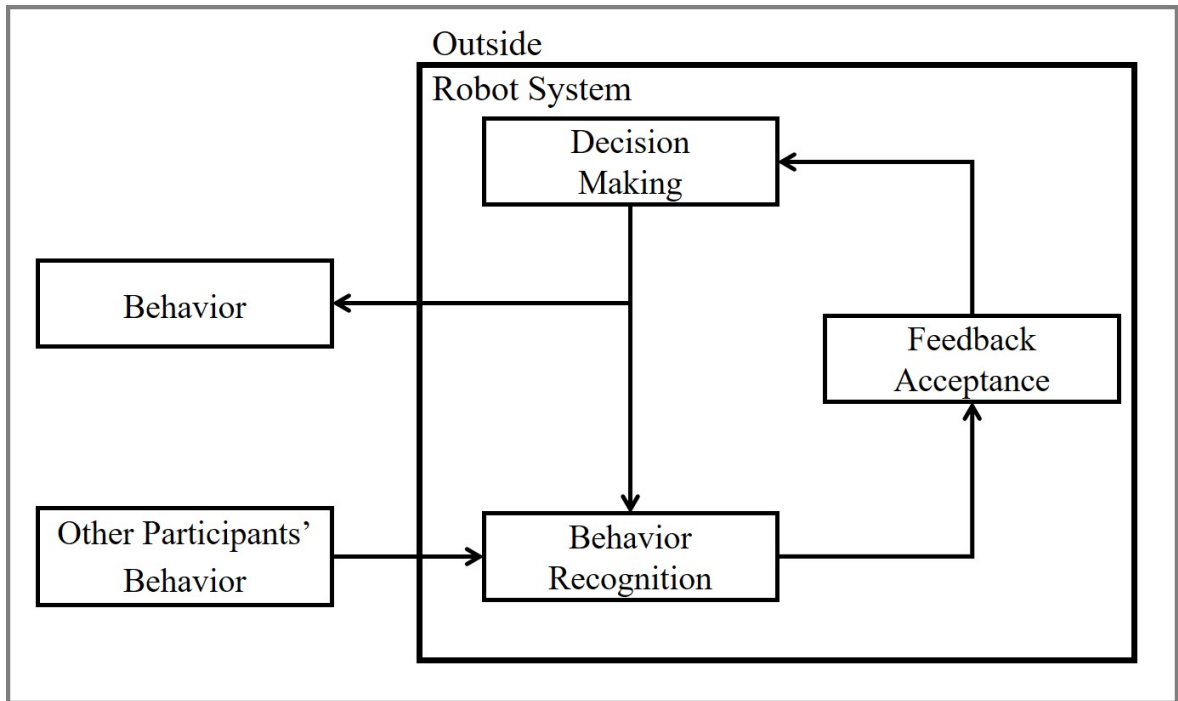 Outside
Robot System
Decision
Making
Behavior
Feedback
Acceptance
Other Participants’
Behavior
Behavior
Recognition